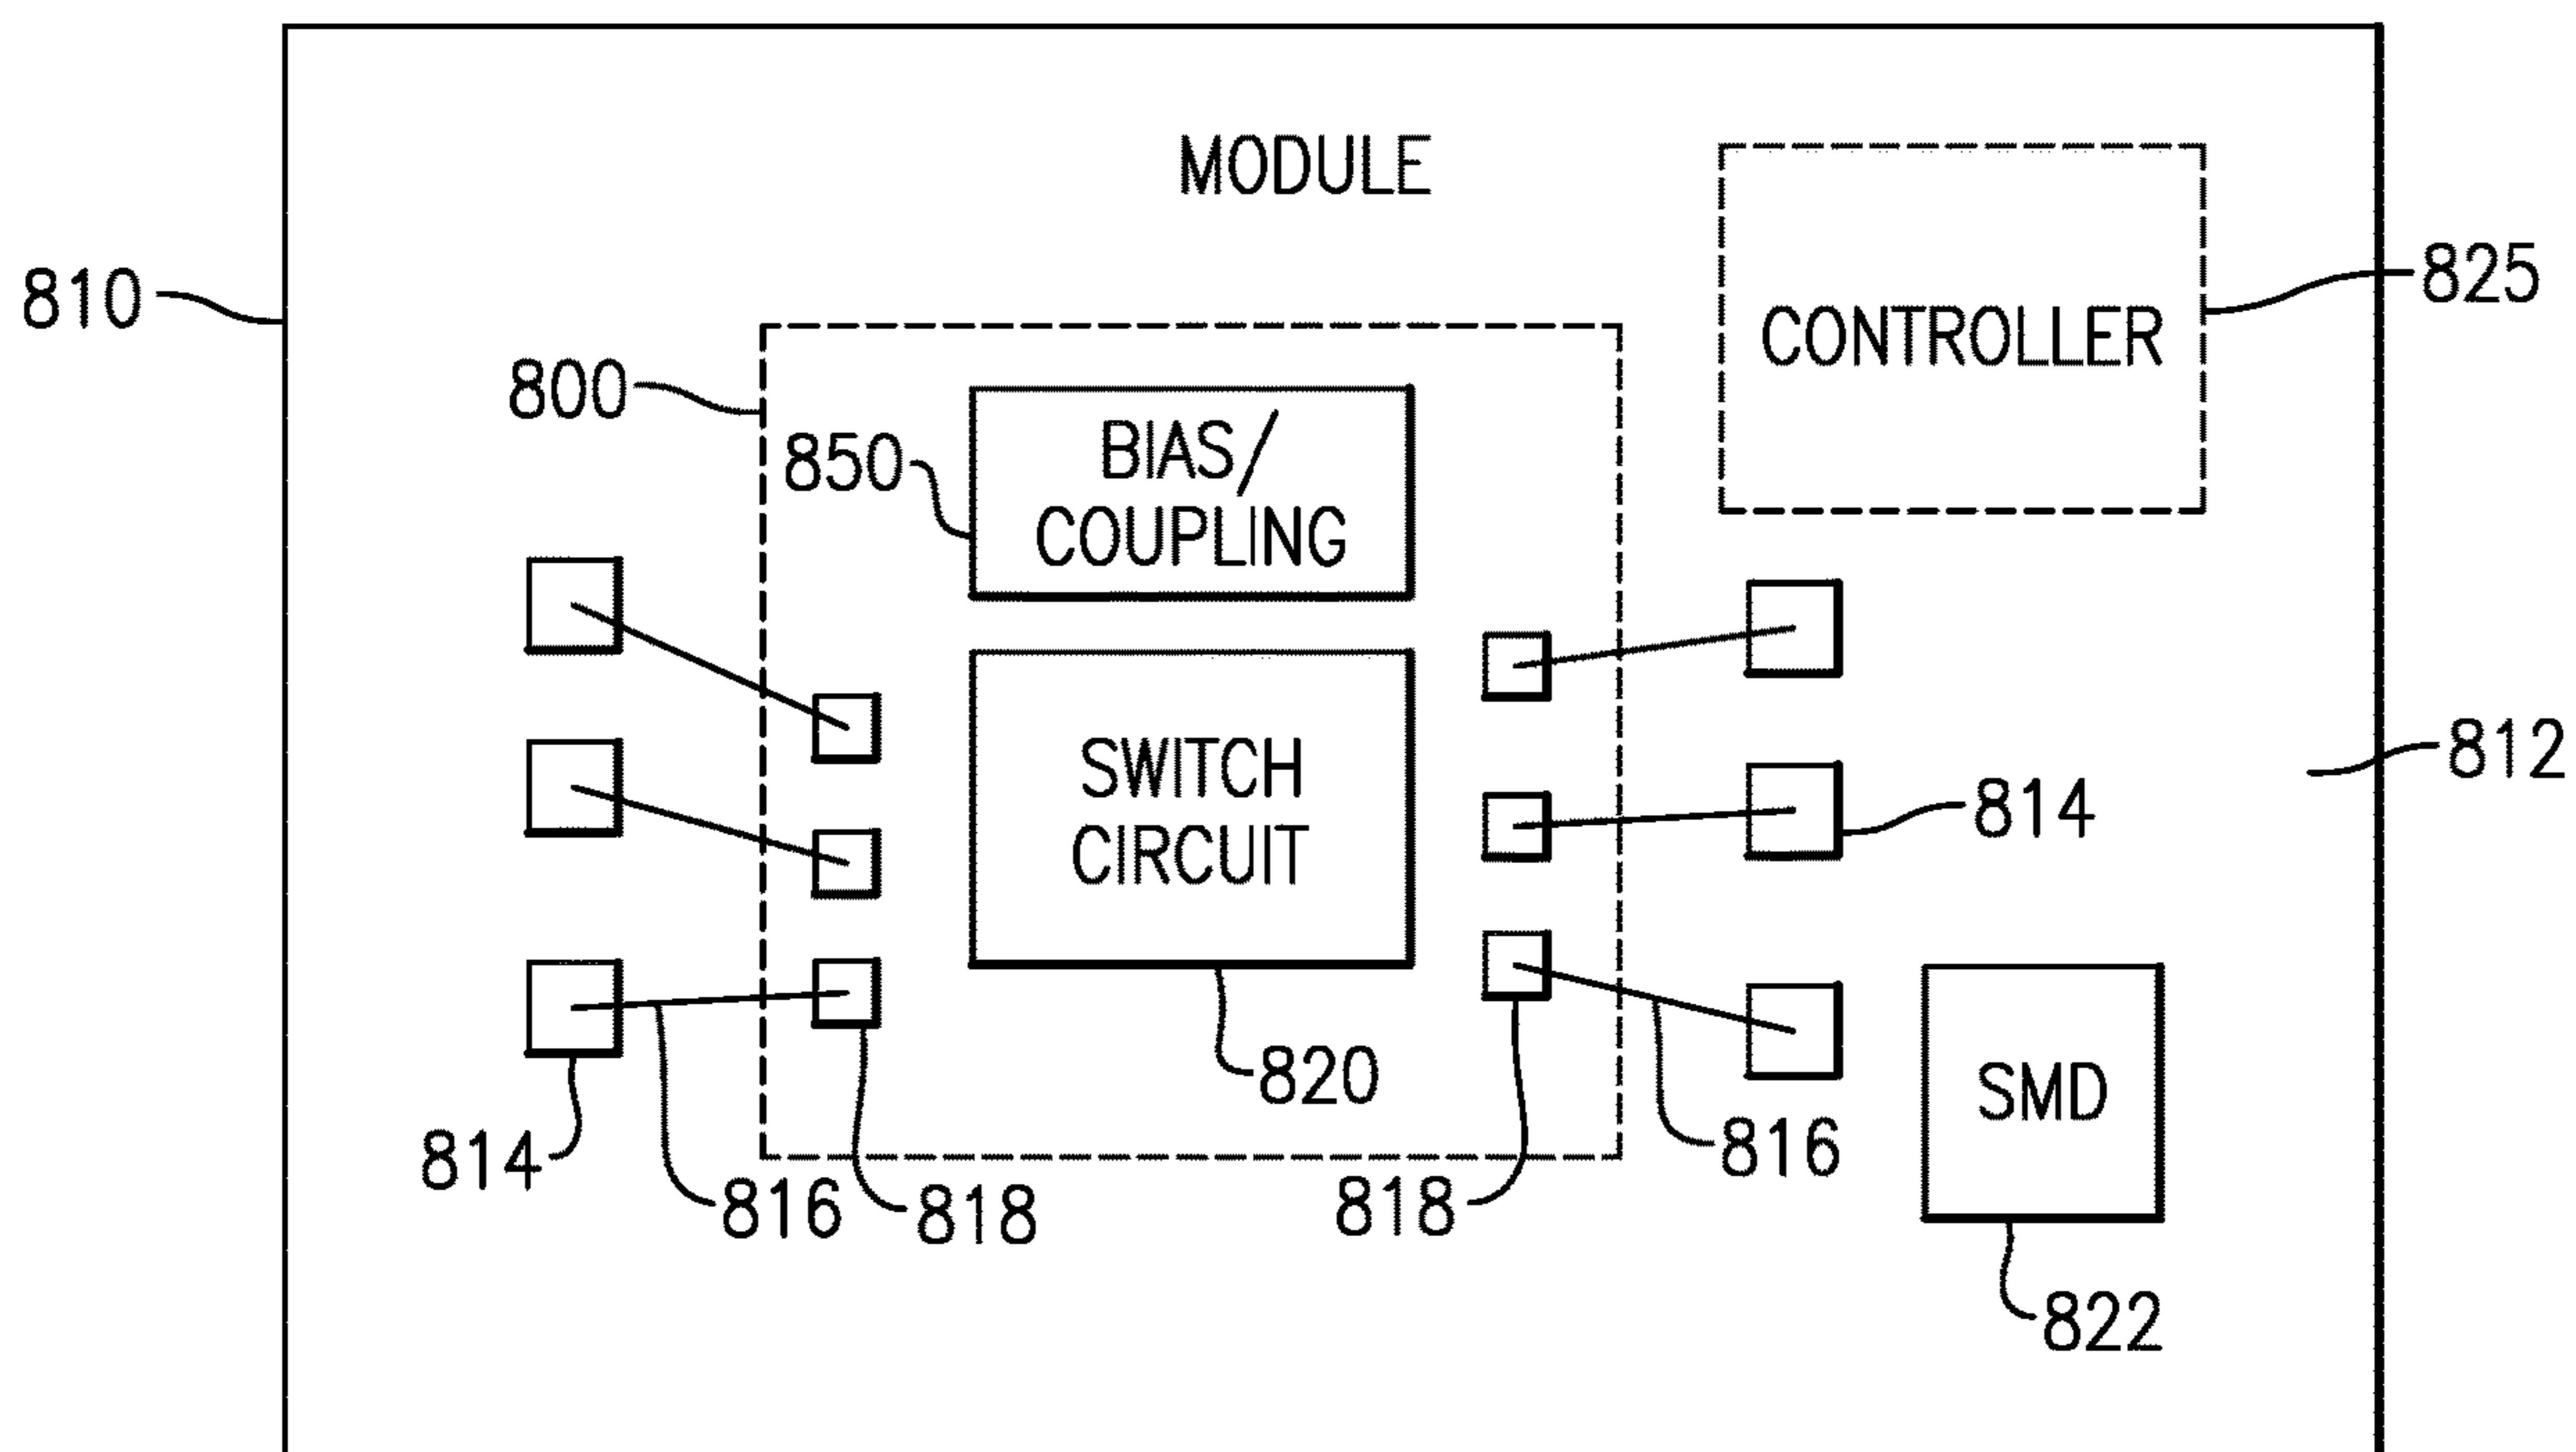 MODULE
810
825
CONTROLLER
800
BIAS/
850
COUPLING
812
SWITCH
814
CIRCUIT
820
SMD
814
816
816
818
818
822